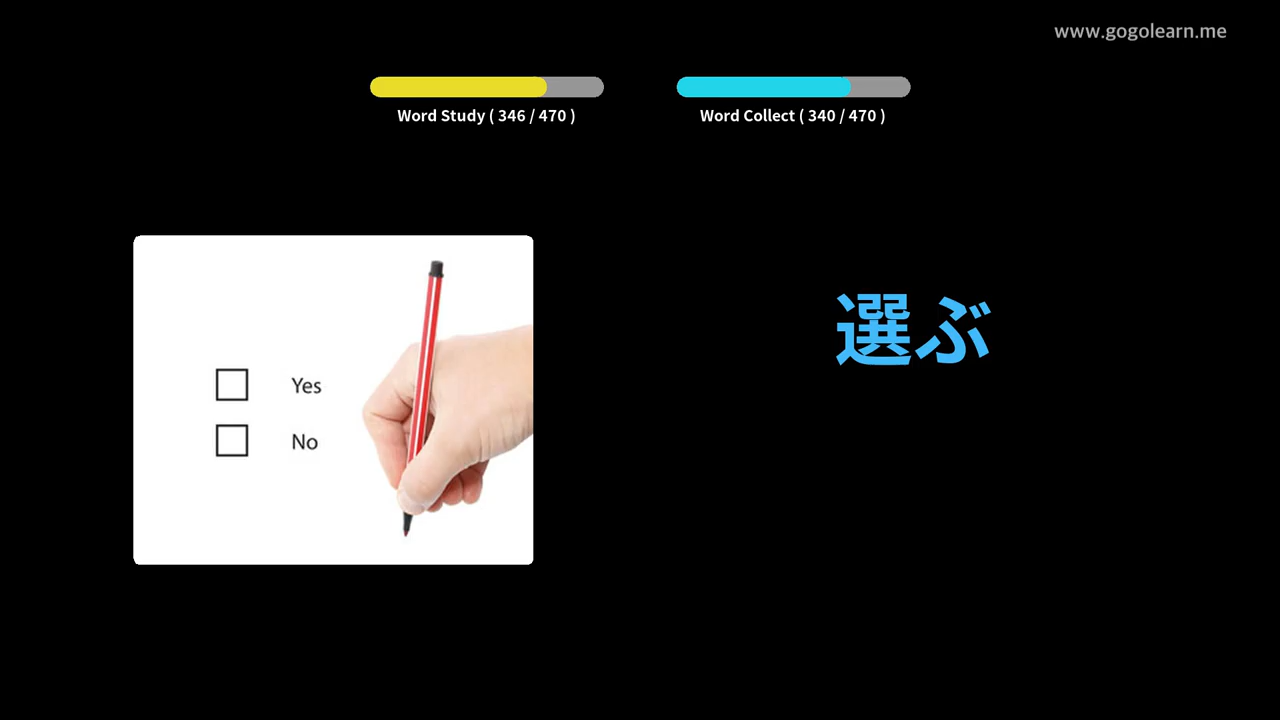 www.gogolearn.me
Word Study ( 346 / 470 )
Word Collect ( 340 / 470 )
選ぶ
Yes
No